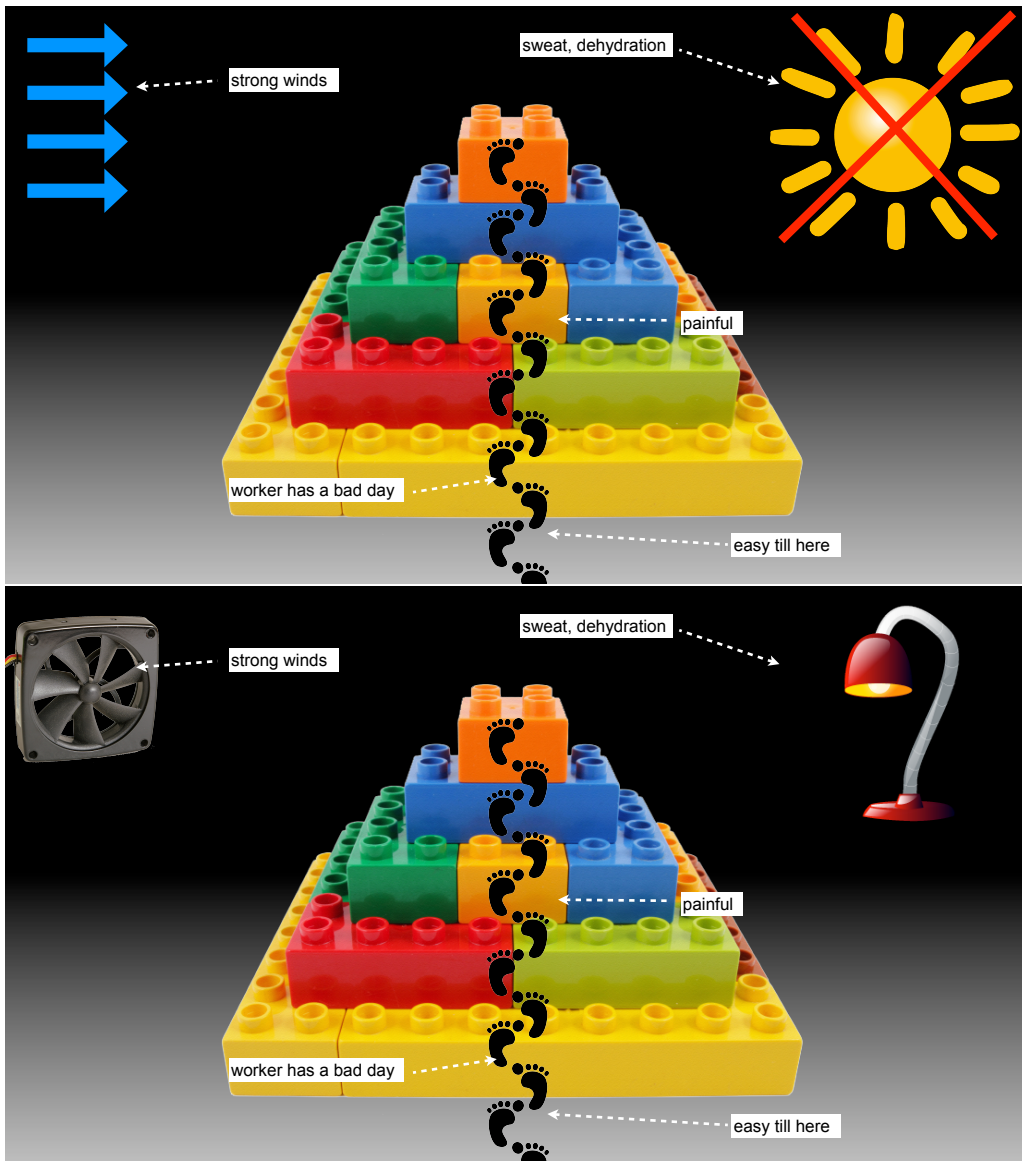 sweat, dehydration
strong winds
painful
worker has a bad day
easy till here
sweat, dehydration
strong winds
painful
worker has a bad day
easy till here